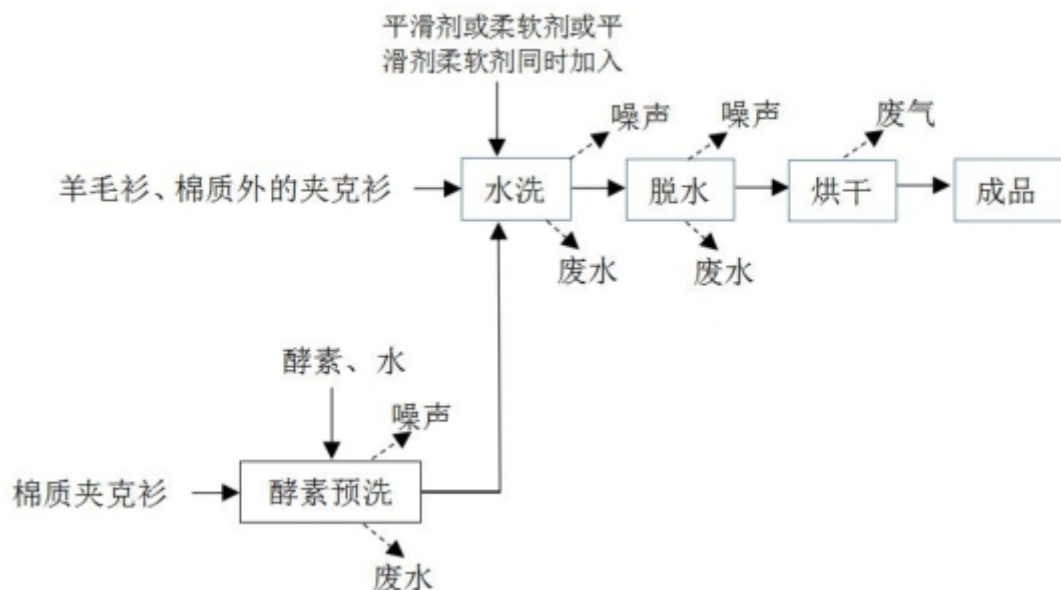 平滑剂或柔软剂或平
滑剂柔软剂同时加入
噪声
噪声
废气
羊毛衫、棉质外的夹克衫
水洗
脱水
烘干
成品
废水
废水
酵素、水
噪声
棉质夹克衫
酵素预洗
废水